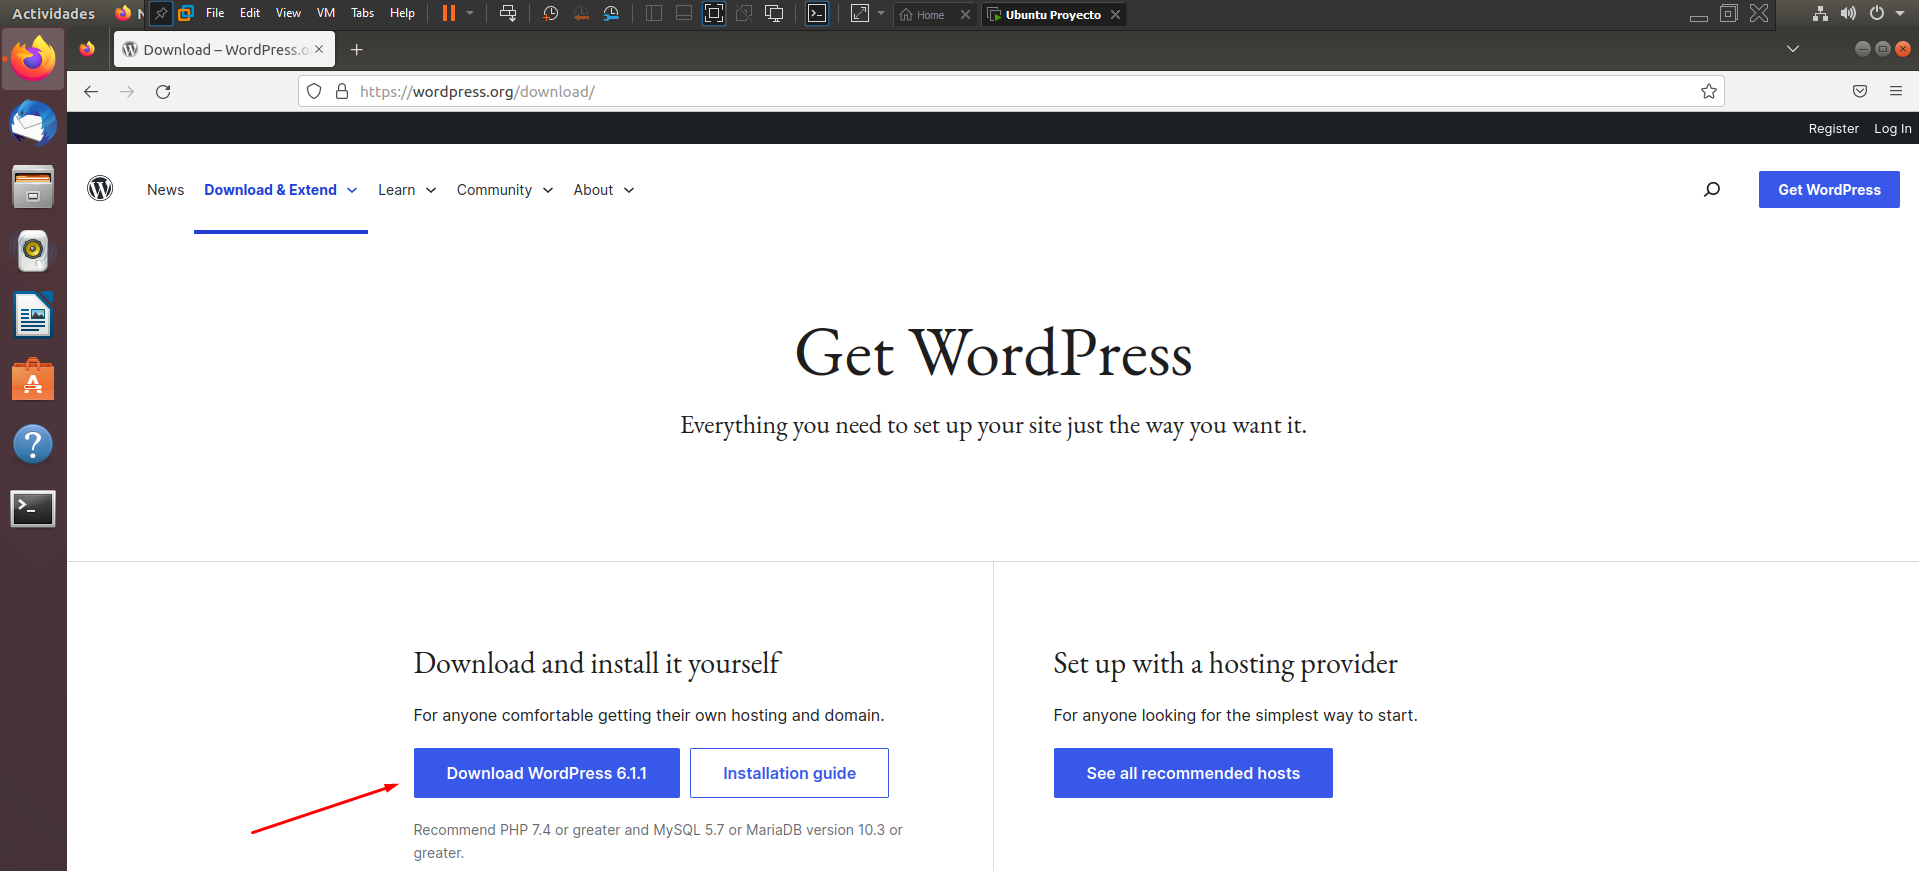 Actividades
File Edit View VM Tabs Help
Home
Ubuntu Proyecto
Download – WordPress.o
https://wordpress.org/download/
Register Log In
News Download & Extend Learn Community About
Get WordPress
Get WordPress
Everything you need to set up your site just the way you want it.
Download and install it yourself
For anyone comfortable getting their own hosting and domain.
Download WordPress 6.1.1 Installation guide
Recommend PHP 7.4 or greater and MySQL 5.7 or MariaDB version 10.3 or
greater.
Set up with a hosting provider
For anyone looking for the simplest way to start.
See all recommended hosts